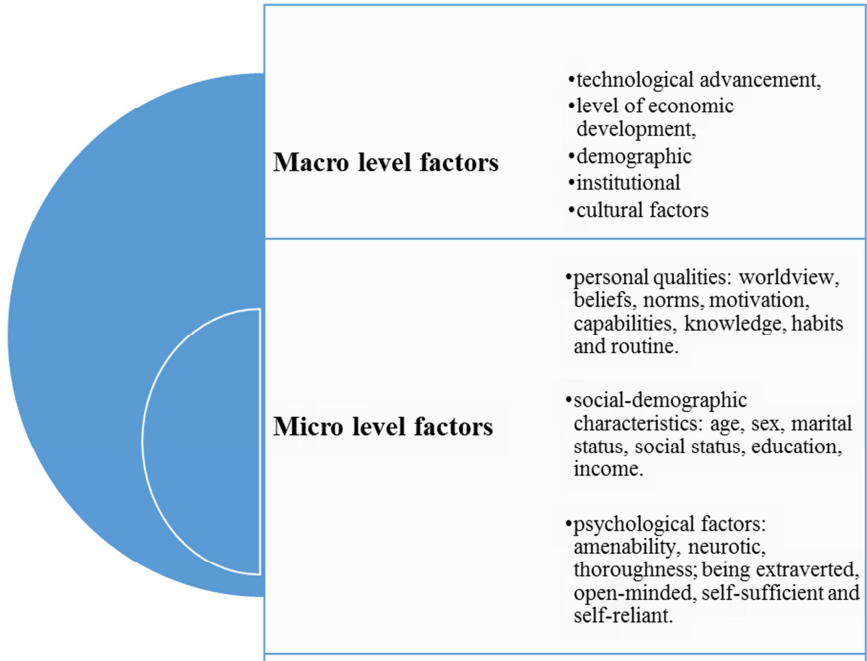 Macro level factors
•technological advancement,
•level of economic
development,
•demographic
•institutional
•cultural factors
Micro level factors
•personal qualities: worldview,
beliefs, norms, motivation,
capabilities, knowledge, habits
and routine.
•social-demographic
characteristics: age, sex, marital
status, social status, education,
income.
•psychological factors:
amenability, neurotic,
thoroughness; being extraverted,
open-minded, self-sufficient and
self-reliant.